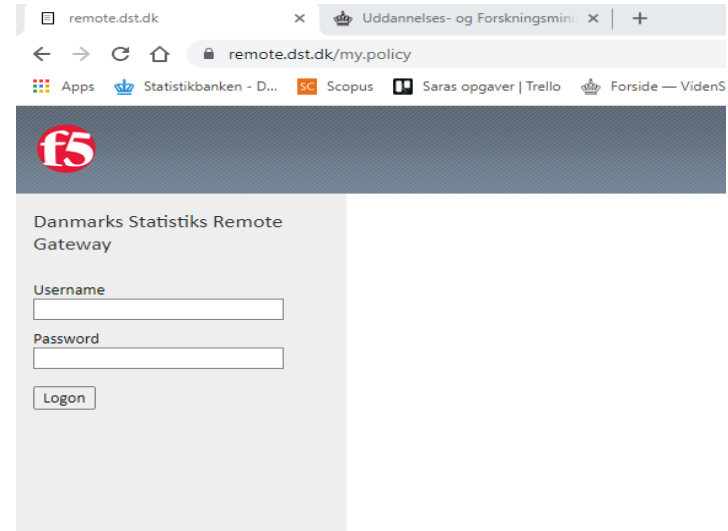 remote.dst.dk
Uddannelses- og Forskningsmini
remote.dst.dk/my.policy
Apps Statistikbanken - D... SC Scopus Saras opgaver | Trello Forside — VidenS
f5
Danmarks Statistiks Remote
Gateway
Username
Password
Logon